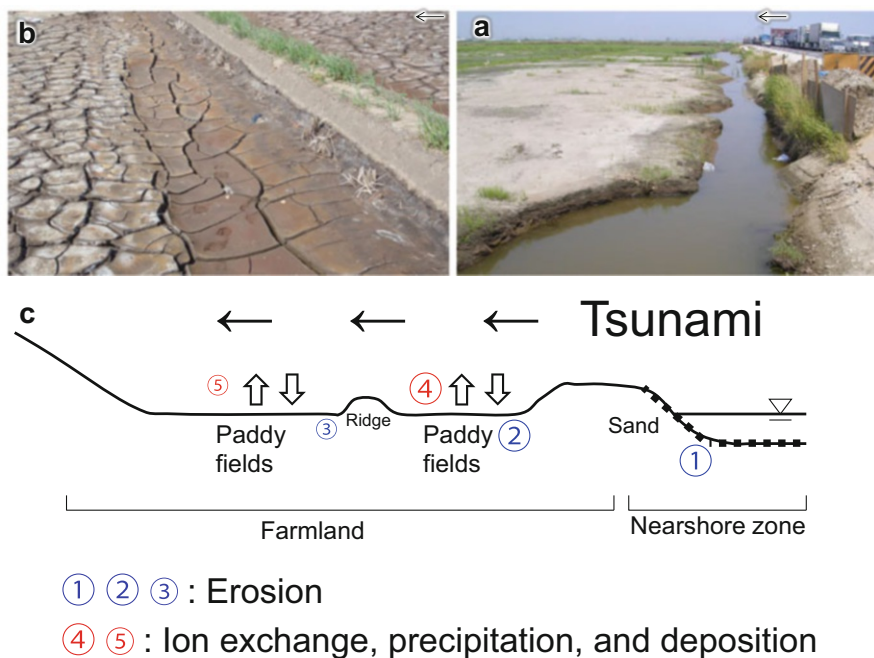 b
a
c
Tsunami
⑤
④
③
Ridge
②
Paddy
fields
Paddy
fields
Sand
①
Farmland
Nearshore zone
① ② ③ : Erosion
④ ⑤ : Ion exchange, precipitation, and deposition